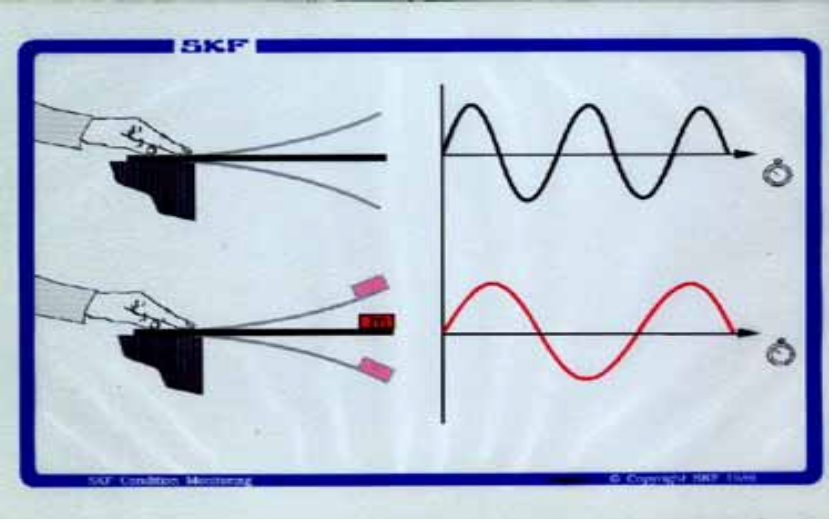 SKF
m
SKF Condition Monitoring
© Copyright SKF